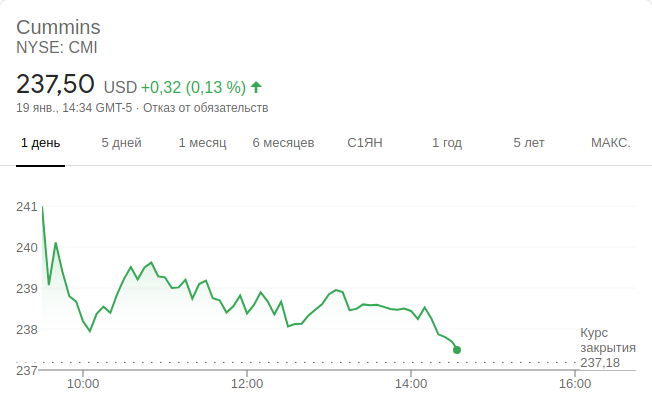 Cummins
NYSE: CMI
237,50 USD +0,32 (0,13 %)
19 янв., 14:34 GMT-5 · Отказ от обязательств
1 день 5 дней 1 месяц 6 месяцев С1ЯН 1 год 5 лет МАКС.
241
240
239
238
Курс
закрытия
237,18
237
10:00 12:00 14:00 16:00